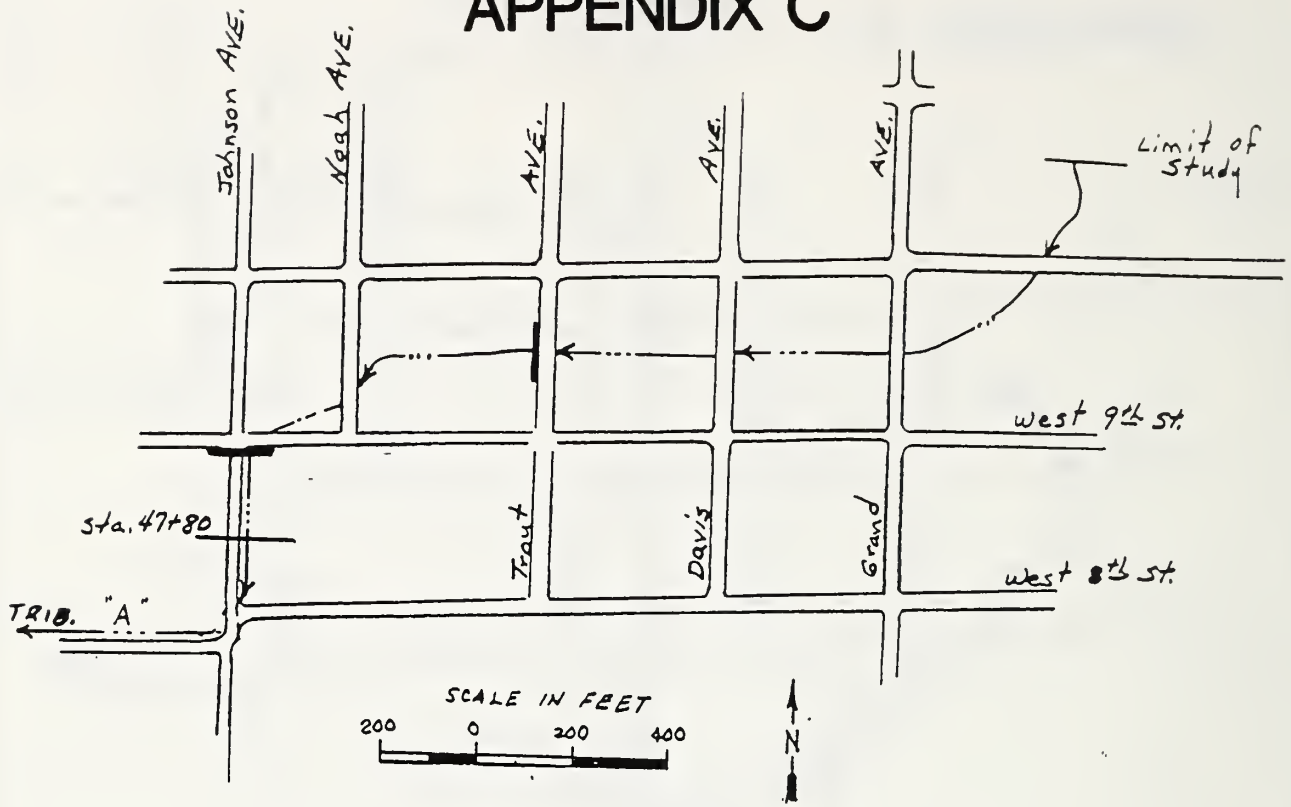 APPENDIX C
Johnson AVE.
Noah AVE.
AVE.
AVE.
AVE.
Limit of
Study
West 9th St.
Sta. 47+80
Trout
Davis
Grand
West 8th St.
TRIB. "A"
SCALE IN FEET
200 0 200 400
N